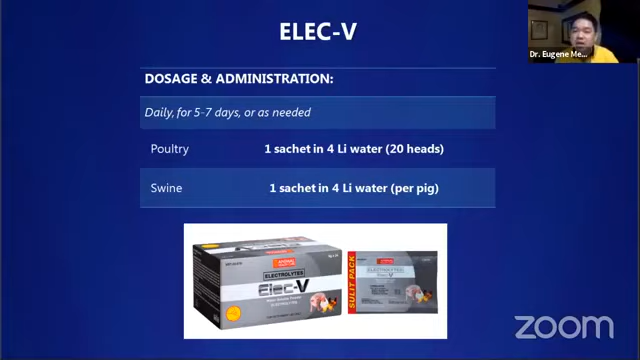 ELEC-V
Dr. Eugene Me...
DOSAGE & ADMINISTRATION:
Daily, for 5-7 days, or as needed
Poultry 1 sachet in 4 Li water (20 heads)
Swine 1 sachet in 4 Li water (per pig)
ELECTROLYTES
Elec-V
SULIT PACK
ELECTROLYTES
Elec-V
zoom